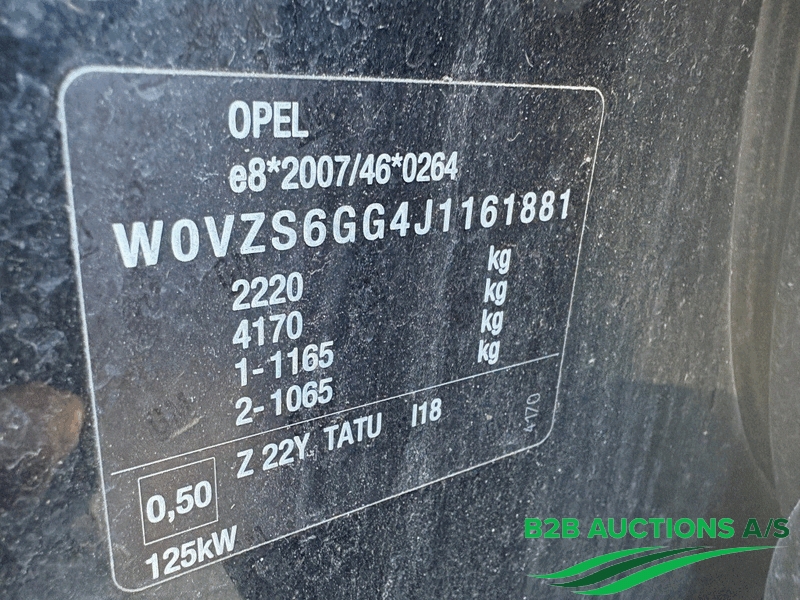 OPEL
e8*2007/46*0264
W0VZS6GG4J1161881
2220 kg
4170 kg
1-1165 kg
2-1065 kg
Z 22Y TATU I18
4170
0,50
125kW
B2B AUCTIONS A/S